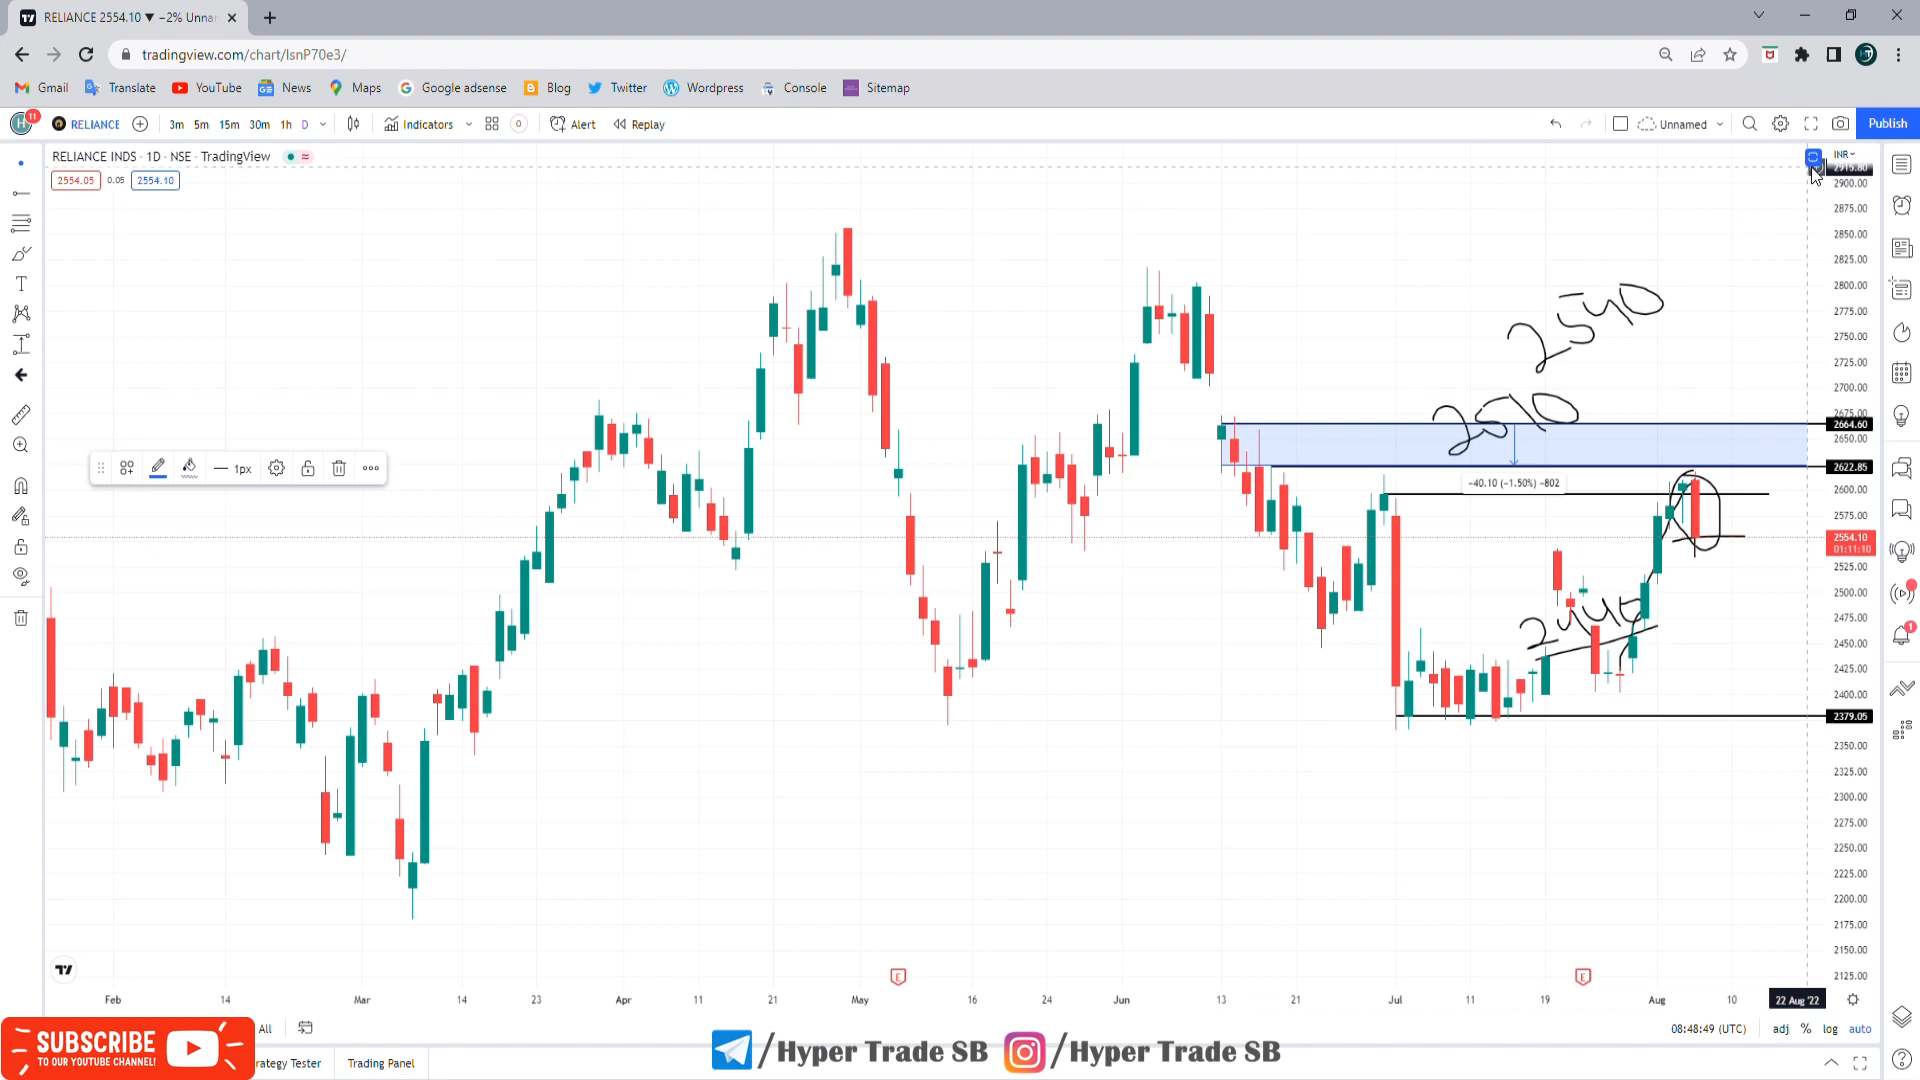 RELIANCE 2554.10 ▼ −2% Unna
tradingview.com/chart/IsnP70e3/
Gmail Translate YouTube News Maps Google adsense Blog Twitter Wordpress Console Sitemap
11
RELIANCE 3m 5m 15m 30m 1h D Indicators 0 Alert Replay Unnamed Publish
RELIANCE INDS · 1D · NSE · TradingView
INR
2554.05 0.05 2554.10
2900.00
2875.00
2850.00
2825.00
2800.00
2775.00
2750.00
2725.00
2700.00
2675.00
2664.60
2650.00
2622.85
2600.00
2575.00
2554.10
01:11:10
2525.00
2500.00
2475.00
2450.00
2425.00
2400.00
2379.05
2350.00
2325.00
2300.00
2275.00
2250.00
2225.00
2200.00
2175.00
2150.00
2125.00
2540
−40.10 (−1.50%) −802
1px
E E
Feb 14 Mar 14 23 Apr 11 21 May 16 24 Jun 13 21 Jul 11 19 Aug 10 22 Aug '22
All 08:48:49 (UTC) adj % log auto
SUBSCRIBE
TO OUR YOUTUBE CHANNEL!
rategy Tester Trading Panel
/Hyper Trade SB /Hyper Trade SB